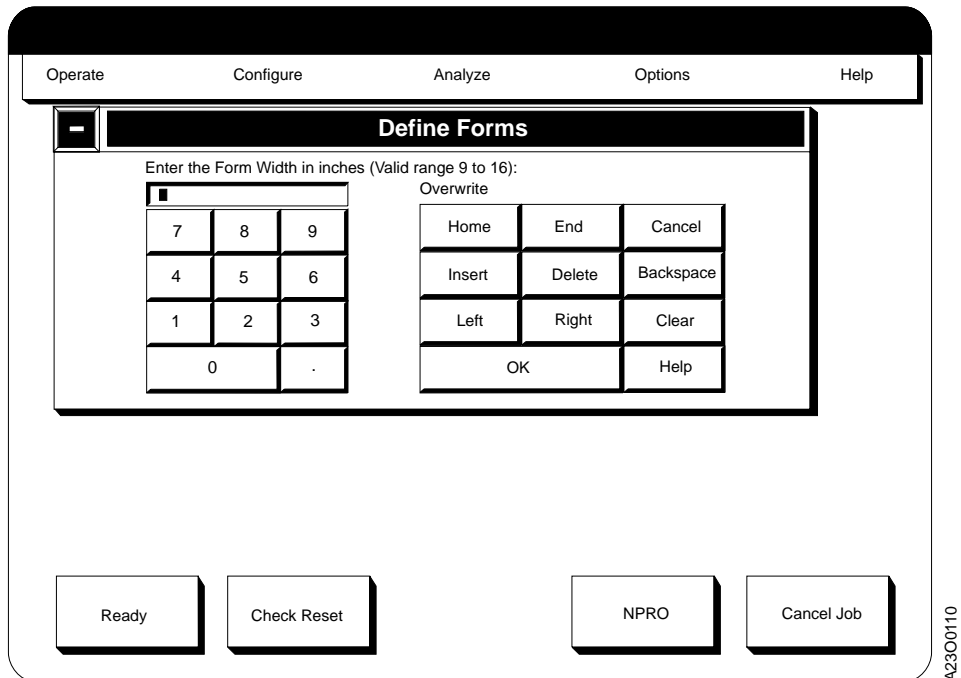 Operate Configure Analyze Options Help
-
Define Forms
Enter the Form Width in inches (Valid range 9 to 16):
Overwrite
7 8 9 Home End Cancel
4 5 6 Insert Delete Backspace
1 2 3 Left Right Clear
0 . OK Help
Ready Check Reset NPRO Cancel Job
A23O0110